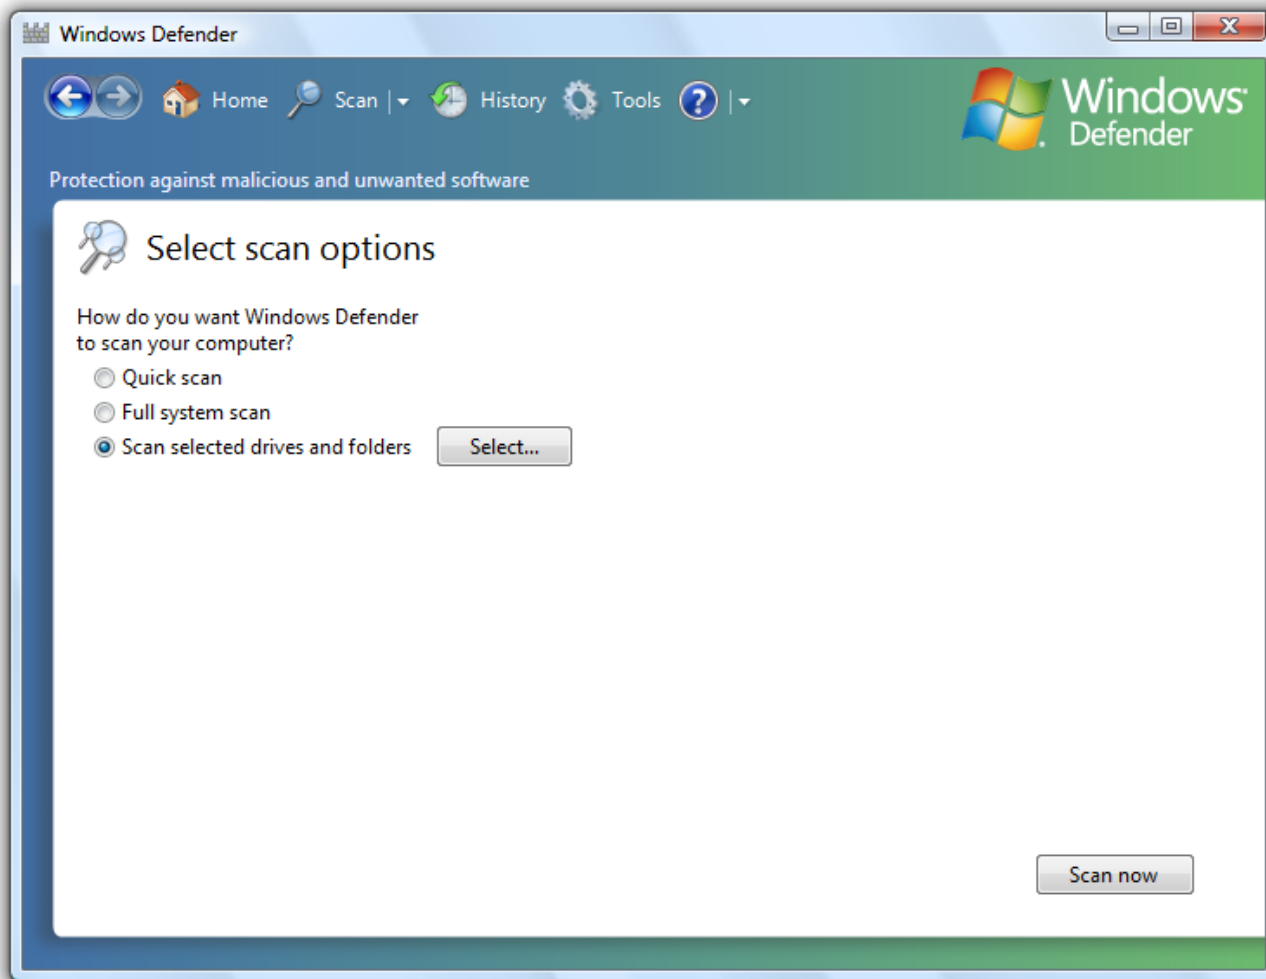 Windows Defender
Home Scan History Tools ?
Windows
Defender
Protection against malicious and unwanted software
Select scan options
How do you want Windows Defender
to scan your computer?
Quick scan
Full system scan
Scan selected drives and folders Select...
Scan now